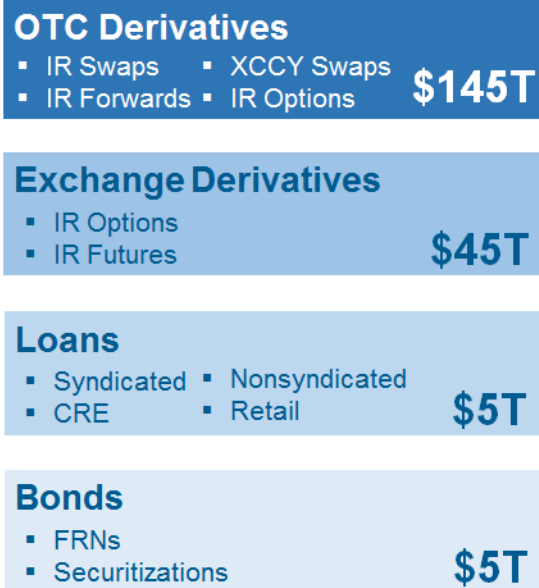 OTC Derivatives
▪ IR Swaps ▪ XCCY Swaps
▪ IR Forwards ▪ IR Options
$145T
Exchange Derivatives
▪ IR Options
▪ IR Futures
$45T
Loans
▪ Syndicated ▪ Nonsyndicated
▪ CRE ▪ Retail
$5T
Bonds
▪ FRNs
▪ Securitizations
$5T